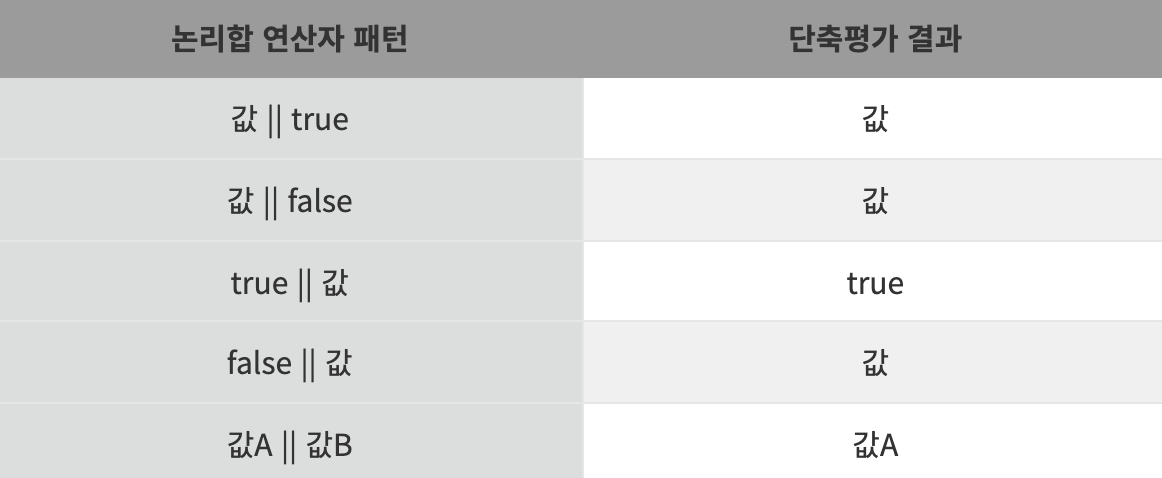 논리합 연산자 패턴 단축평가 결과
값 || true 값
값 || false 값
true || 값 true
false || 값 값
값A || 값B 값A